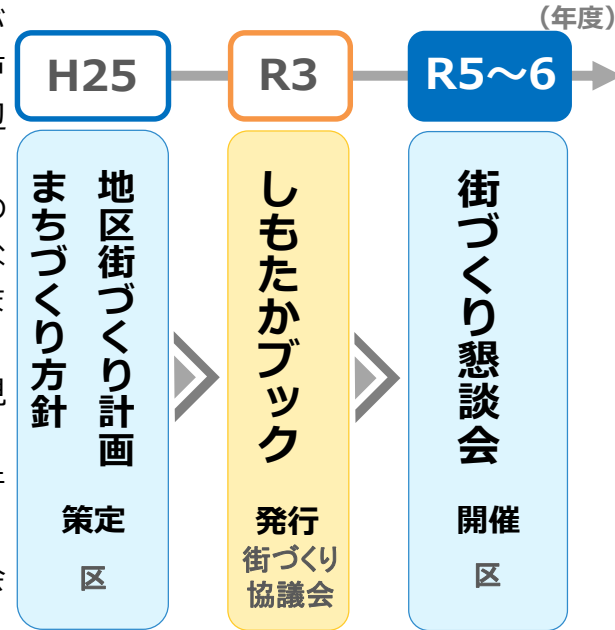 (年度)
H25
R3
R5～6
地区街づくり計画
まちづくり方針
策定
区
しもたかブック
発行
街づくり
協議会
街づくり懇談会
開催
区